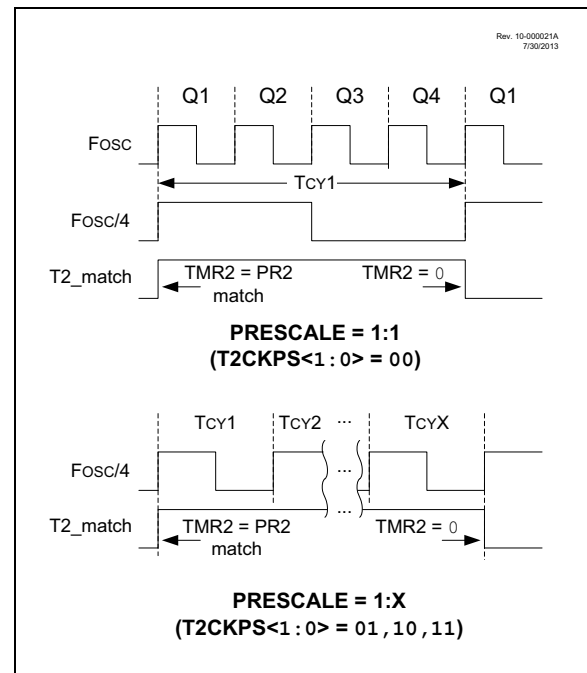 Rev. 10-000021A
7/30/2013
Q1 Q2 Q3 Q4 Q1
FOSC
TCY1
FOSC/4
T2_match
TMR2 = PR2
match
TMR2 = 0
PRESCALE = 1:1
(T2CKPS<1:0> = 00)
TCY1 TCY2 ... TCYX
FOSC/4
...
T2_match
...
TMR2 = PR2
match
TMR2 = 0
PRESCALE = 1:X
(T2CKPS<1:0> = 01,10,11)